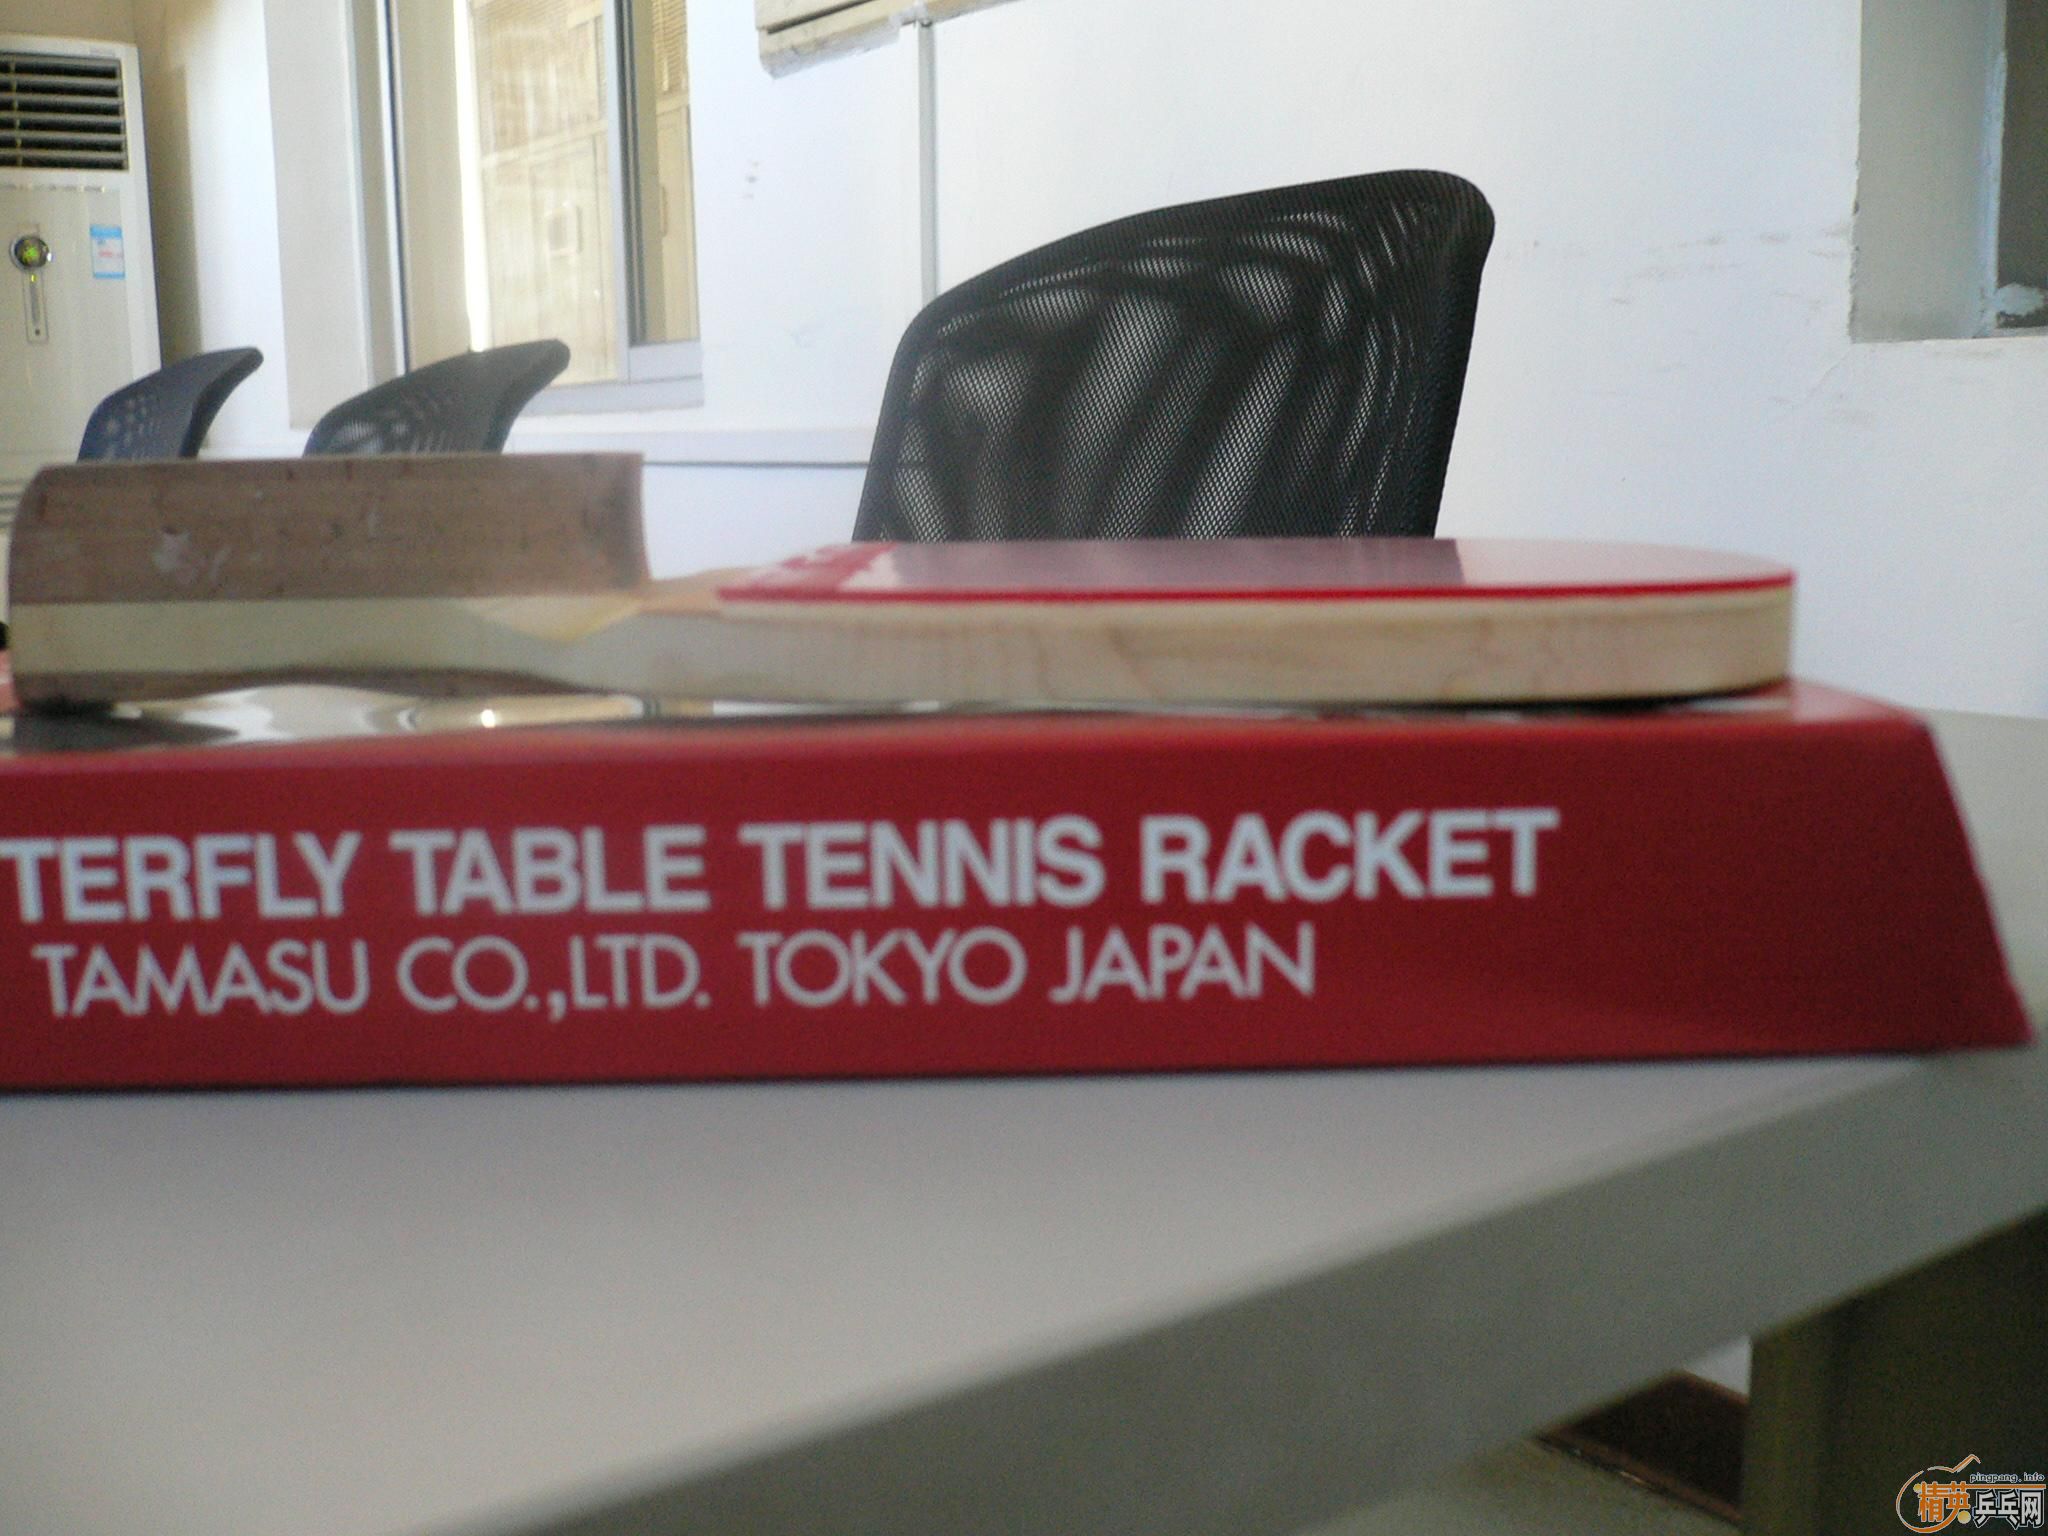 TERFLY TABLE TENNIS RACKET
TAMASU CO.,LTD. TOKYO JAPAN
pingpang.info
精英乒乓网